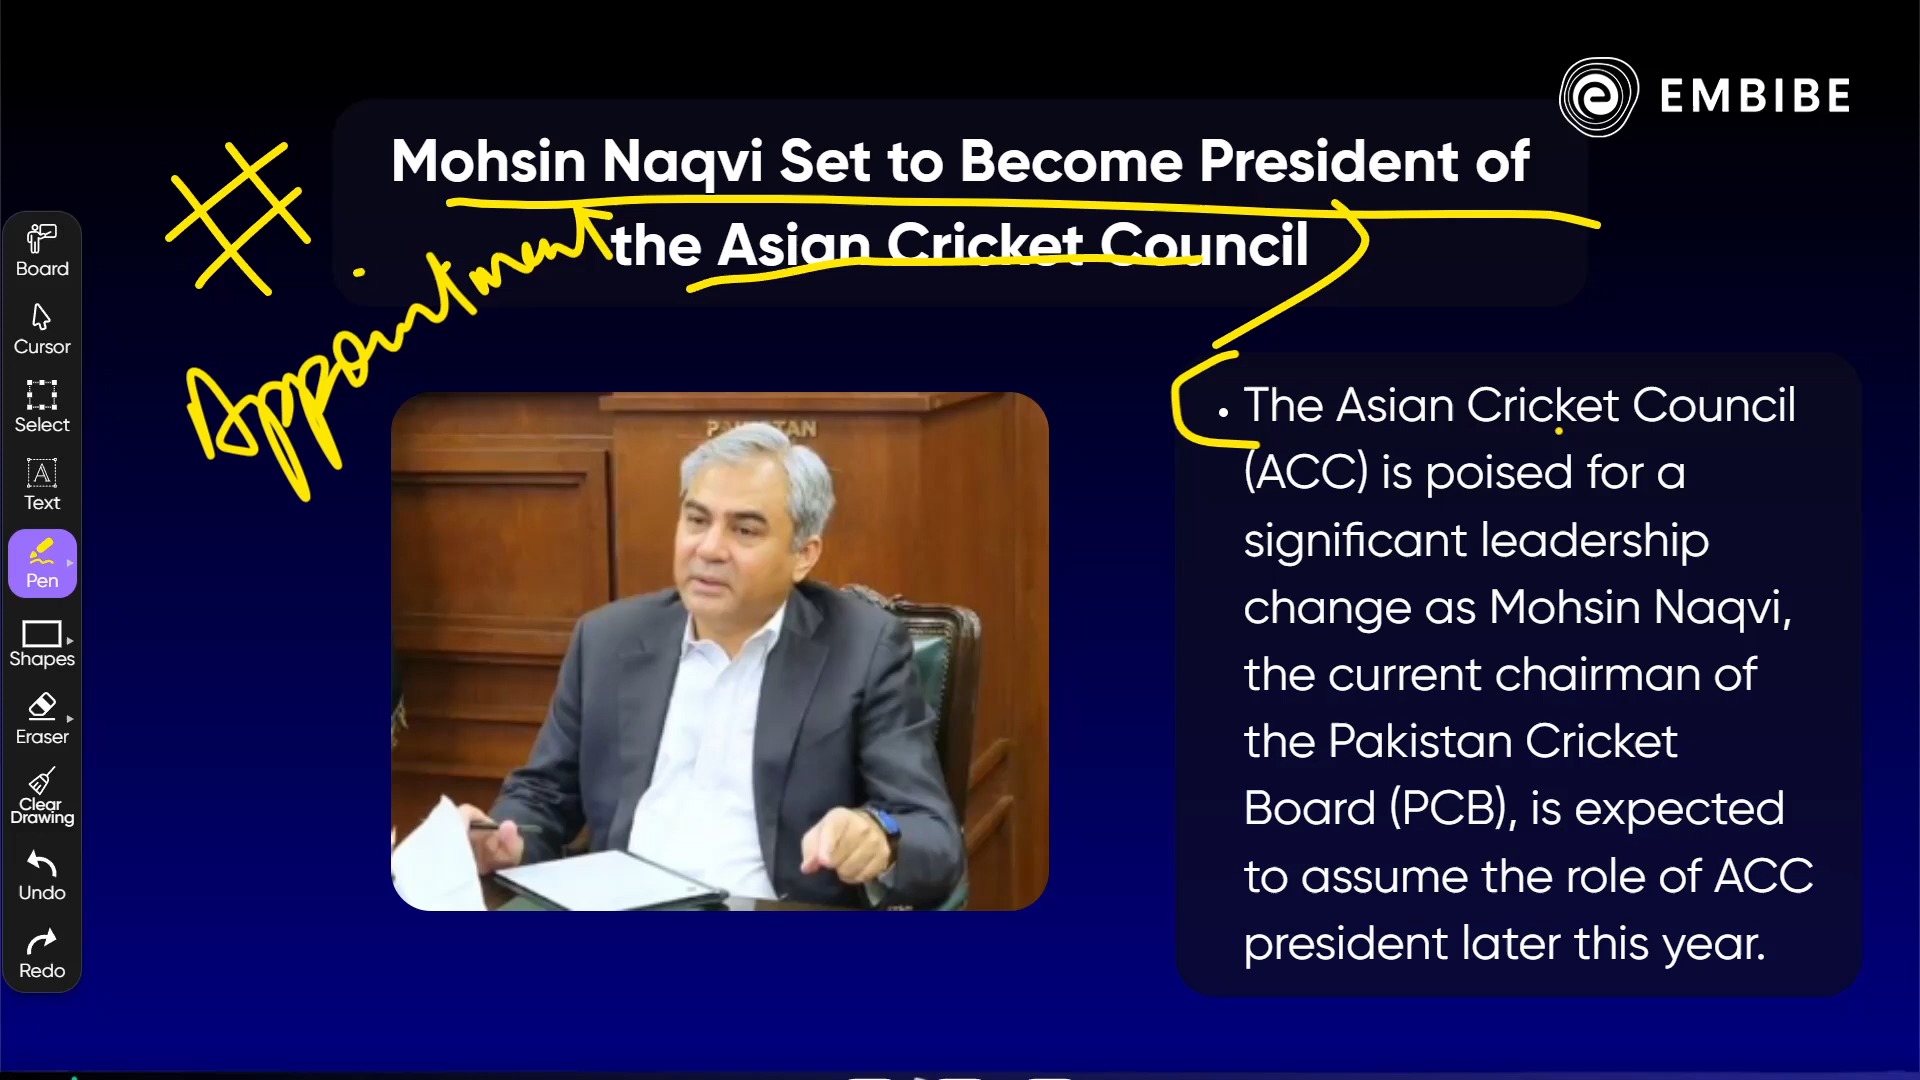 EMBIBE
Mohsin Naqvi Set to Become President of
the Asian Cricket Council
Appointment
Board
Cursor
Select
Text
Pen
Shapes
Eraser
Clear
Drawing
Undo
Redo
PAKISTAN
• The Asian Cricket Council
(ACC) is poised for a
significant leadership
change as Mohsin Naqvi,
the current chairman of
the Pakistan Cricket
Board (PCB), is expected
to assume the role of ACC
president later this year.